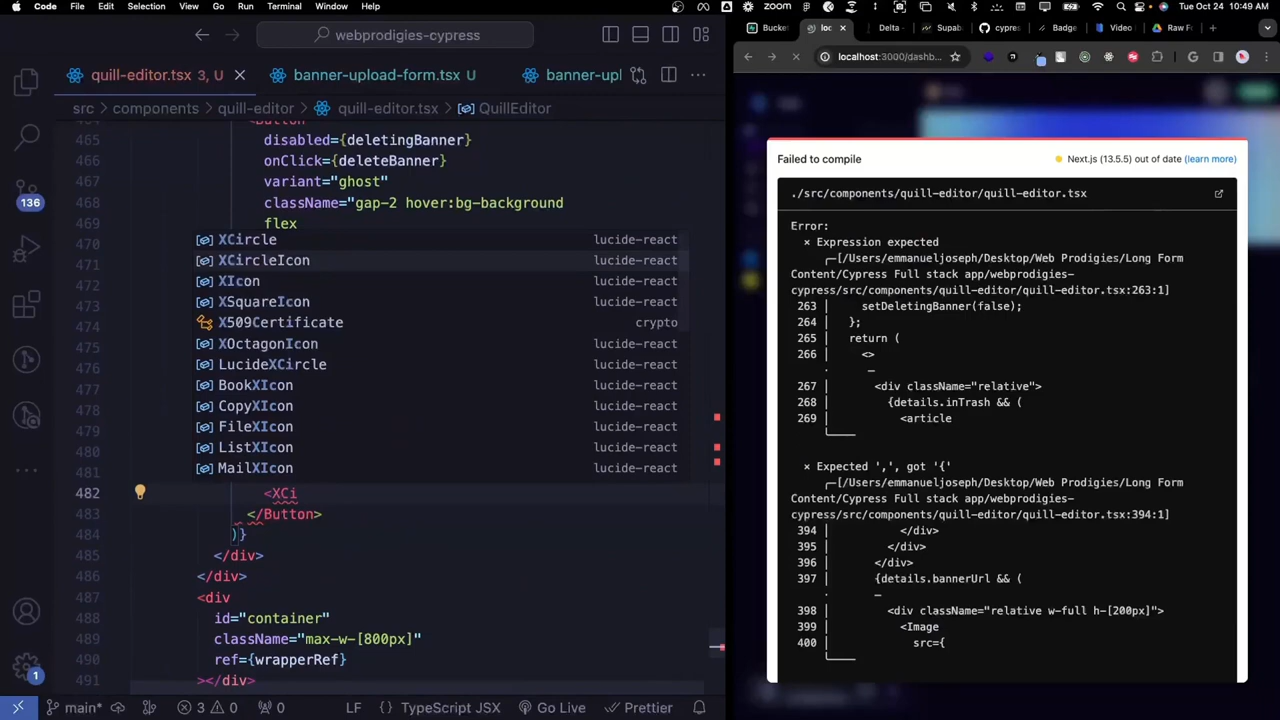 Code File Edit Selection View Go Run Terminal Window Help
zoom
Tue Oct 24 10:49 AM
webprodigies-cypress
Bucket
loc
Delta -
Supab
cypres
Badge
Video
Raw F
quill-editor.tsx 3, U
banner-upload-form.tsx U
banner-upl
localhost:3000/dashb...
src components quill-editor quill-editor.tsx QuillEditor
465 disabled={deletingBanner}
466 onClick={deleteBanner}
467 variant="ghost"
468 className="gap-2 hover:bg-background
469 flex
470
471
472
473
474
475
476
477
478
479
480
481
XCircle lucide-react
XCircleIcon lucide-react
XIcon lucide-react
XSquareIcon lucide-react
X509Certificate crypto
XOctagonIcon lucide-react
LucideXCircle lucide-react
BookXIcon lucide-react
CopyXIcon lucide-react
FileXIcon lucide-react
ListXIcon lucide-react
MailXIcon lucide-react
482 <XCi
483 </Button>
484 )}
485 </div>
486 </div>
487 <div
488 id="container"
489 className="max-w-[800px]"
490 ref={wrapperRef}
491 ></div>
136
1
main*
3 0
0
LF
TypeScript JSX
Go Live
Prettier
Failed to compile
Next.js (13.5.5) out of date (learn more)
./src/components/quill-editor/quill-editor.tsx
Error:
× Expression expected
╭─[/Users/emmanueljoseph/Desktop/Web Prodigies/Long Form
Content/Cypress Full stack app/webprodigies-
cypress/src/components/quill-editor/quill-editor.tsx:263:1]
263 │ setDeletingBanner(false);
264 │ };
265 │ return (
266 │ <>
· ─
267 │ <div className="relative">
268 │ {details.inTrash && (
269 │ <article
╰────
× Expected ',', got '{'
╭─[/Users/emmanueljoseph/Desktop/Web Prodigies/Long Form
Content/Cypress Full stack app/webprodigies-
cypress/src/components/quill-editor/quill-editor.tsx:394:1]
394 │ </div>
395 │ </div>
396 │ </div>
397 │ {details.bannerUrl && (
· ─
398 │ <div className="relative w-full h-[200px]">
399 │ <Image
400 │ src={
╰────